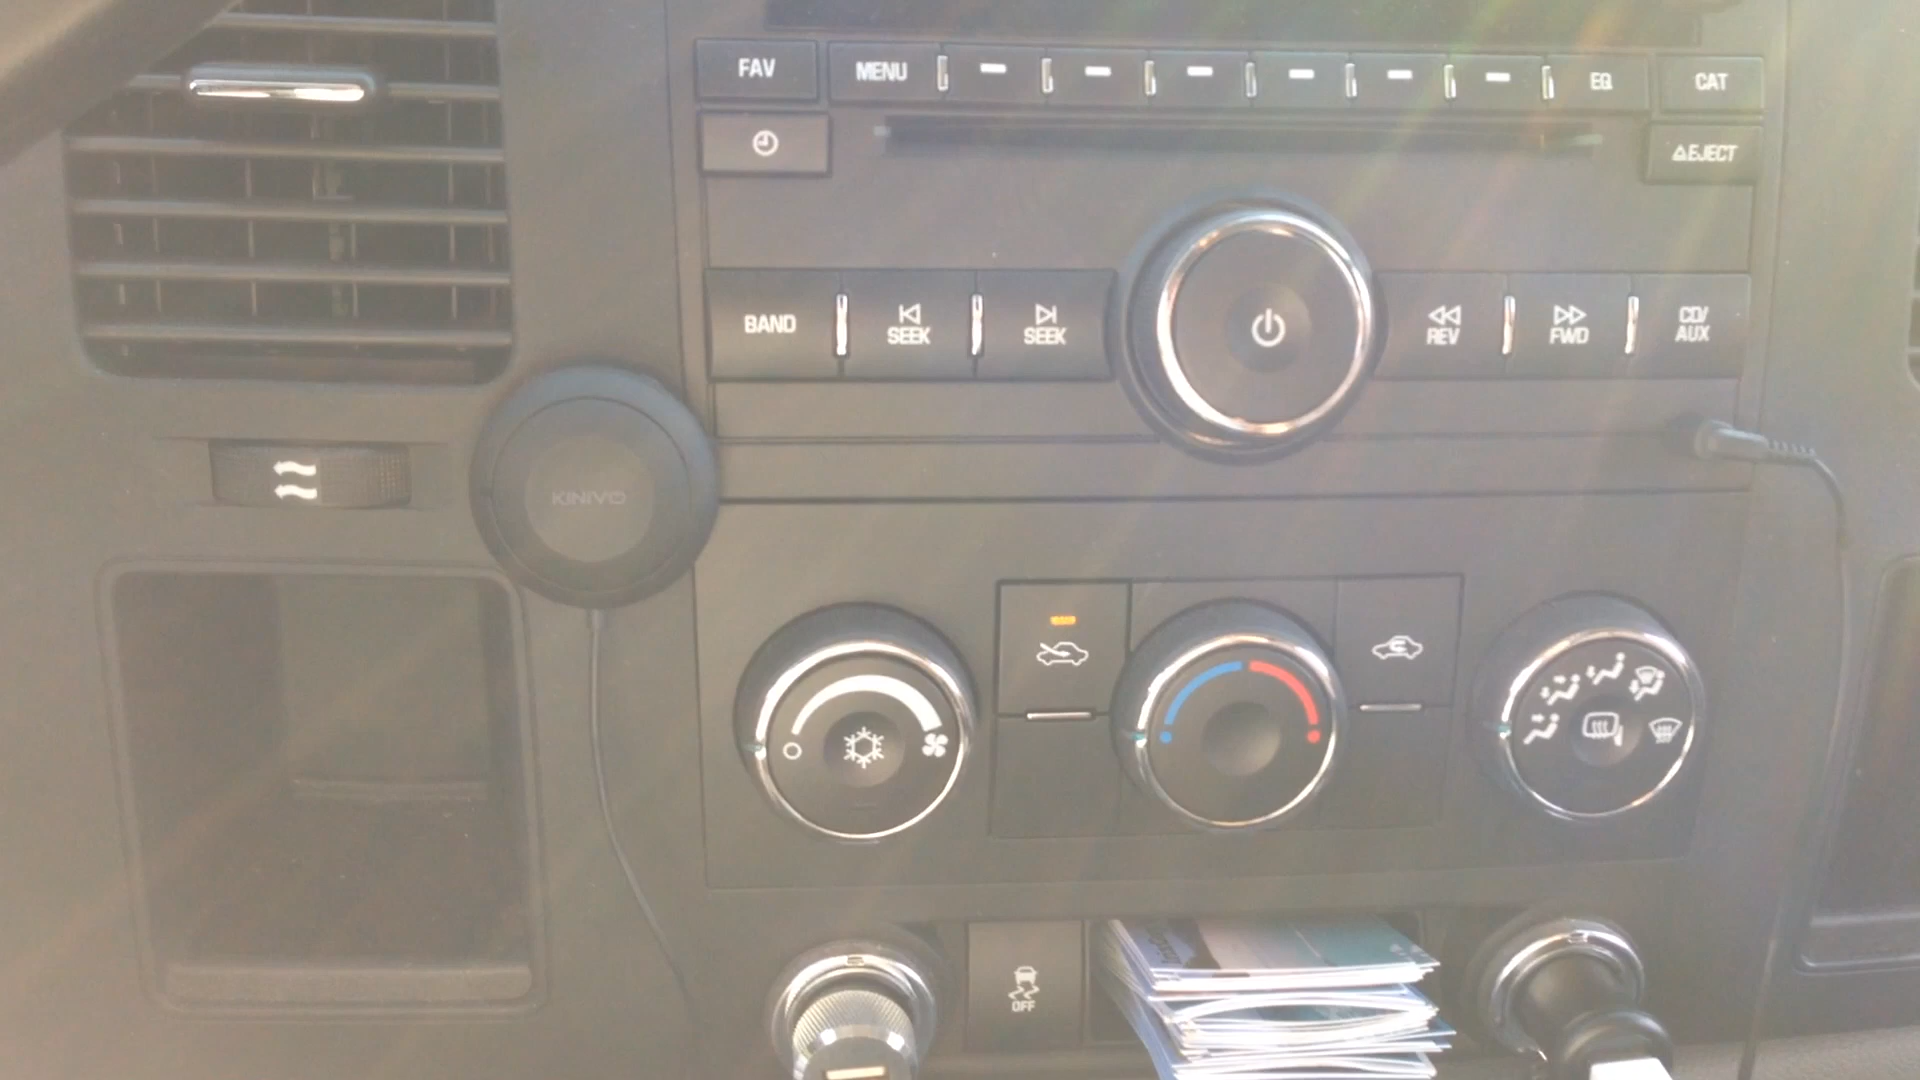 FAV
MENU
EQ
CAT
EJECT
BAND
SEEK
SEEK
REV
FWD
CD/
AUX
KINIVO
OFF